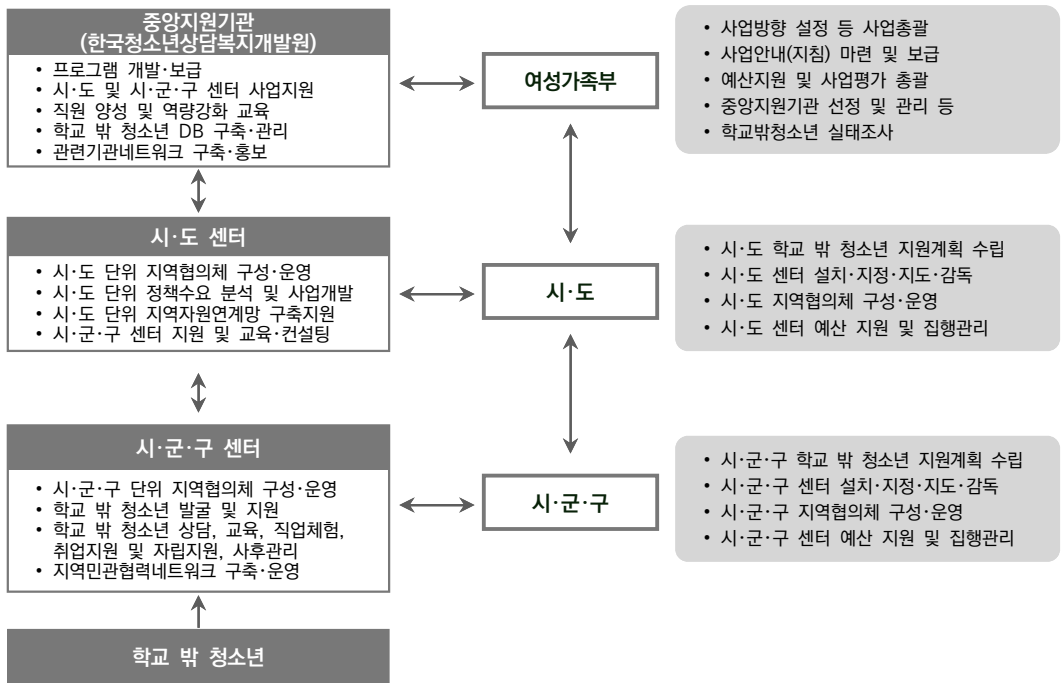 중앙지원기관
(한국청소년상담복지개발원)
• 프로그램 개발·보급
• 시·도 및 시·군·구 센터 사업지원
• 직원 양성 및 역량강화 교육
• 학교 밖 청소년 DB 구축·관리
• 관련기관네트워크 구축·홍보
여성가족부
• 사업방향 설정 등 사업총괄
• 사업안내(지침) 마련 및 보급
• 예산지원 및 사업평가 총괄
• 중앙지원기관 선정 및 관리 등
• 학교밖청소년 실태조사
시·도 센터
• 시·도 단위 지역협의체 구성·운영
• 시·도 단위 정책수요 분석 및 사업개발
• 시·도 단위 지역자원연계망 구축지원
• 시·군·구 센터 지원 및 교육·컨설팅
시·도
• 시·도 학교 밖 청소년 지원계획 수립
• 시·도 센터 설치·지정·지도·감독
• 시·도 지역협의체 구성·운영
• 시·도 센터 예산 지원 및 집행관리
시·군·구 센터
• 시·군·구 단위 지역협의체 구성·운영
• 학교 밖 청소년 발굴 및 지원
• 학교 밖 청소년 상담, 교육, 직업체험,
취업지원 및 자립지원, 사후관리
• 지역민관협력네트워크 구축·운영
시·군·구
• 시·군·구 학교 밖 청소년 지원계획 수립
• 시·군·구 센터 설치·지정·지도·감독
• 시·군·구 지역협의체 구성·운영
• 시·군·구 센터 예산 지원 및 집행관리
학교 밖 청소년